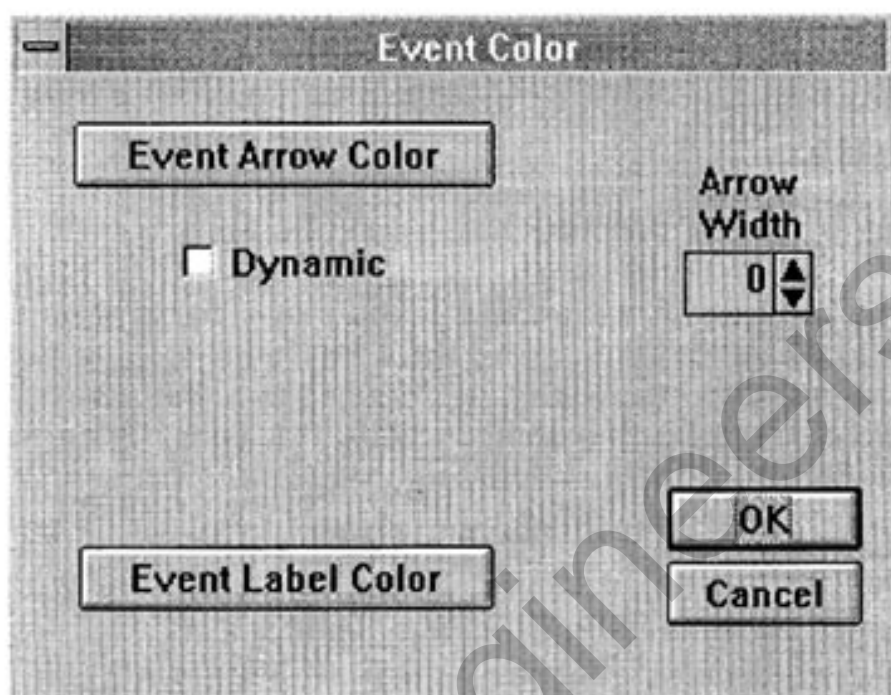 Event Color
Event Arrow Color
Arrow
Width
Dynamic
0
OK
Event Label Color
Cancel